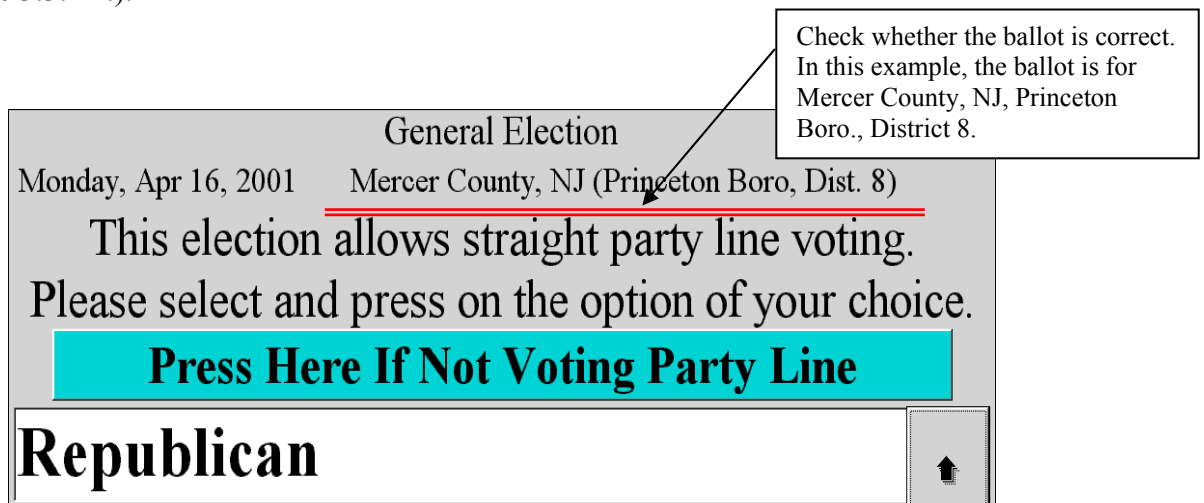 Check whether the ballot is correct.
In this example, the ballot is for
Mercer County, NJ, Princeton
Boro., District 8.
General Election
Monday, Apr 16, 2001 Mercer County, NJ (Princeton Boro, Dist. 8)
This election allows straight party line voting.
Please select and press on the option of your choice.
Press Here If Not Voting Party Line
Republican